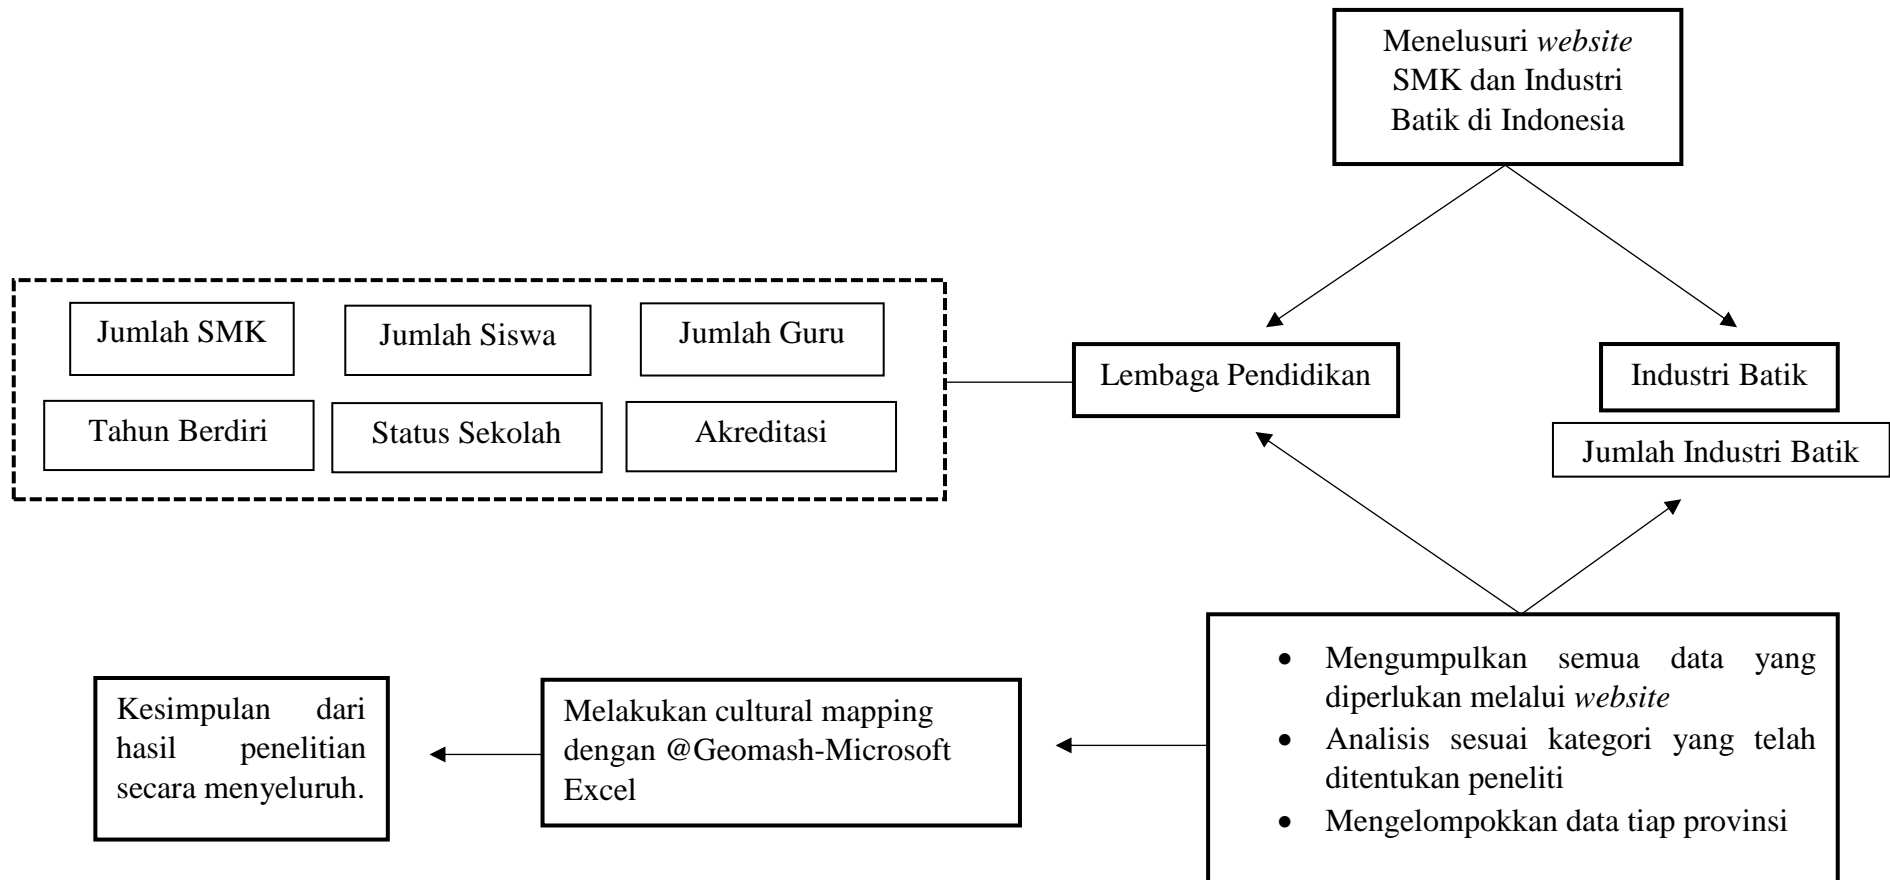 Menelusuri website
SMK dan Industri
Batik di Indonesia
Jumlah SMK
Jumlah Siswa
Jumlah Guru
Tahun Berdiri
Status Sekolah
Akreditasi
Lembaga Pendidikan
Industri Batik
Jumlah Industri Batik
• Mengumpulkan semua data yang
diperlukan melalui website
• Analisis sesuai kategori yang telah
ditentukan peneliti
• Mengelompokkan data tiap provinsi
Melakukan cultural mapping
dengan @Geomash-Microsoft
Excel
Kesimpulan dari
hasil penelitian
secara menyeluruh.